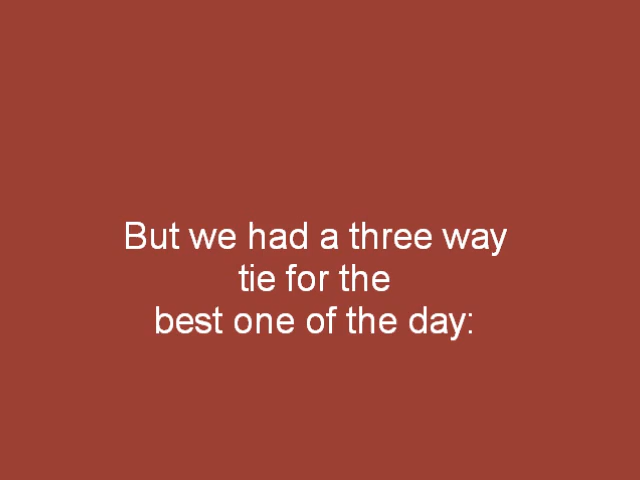 But we had a three way
tie for the
best one of the day: